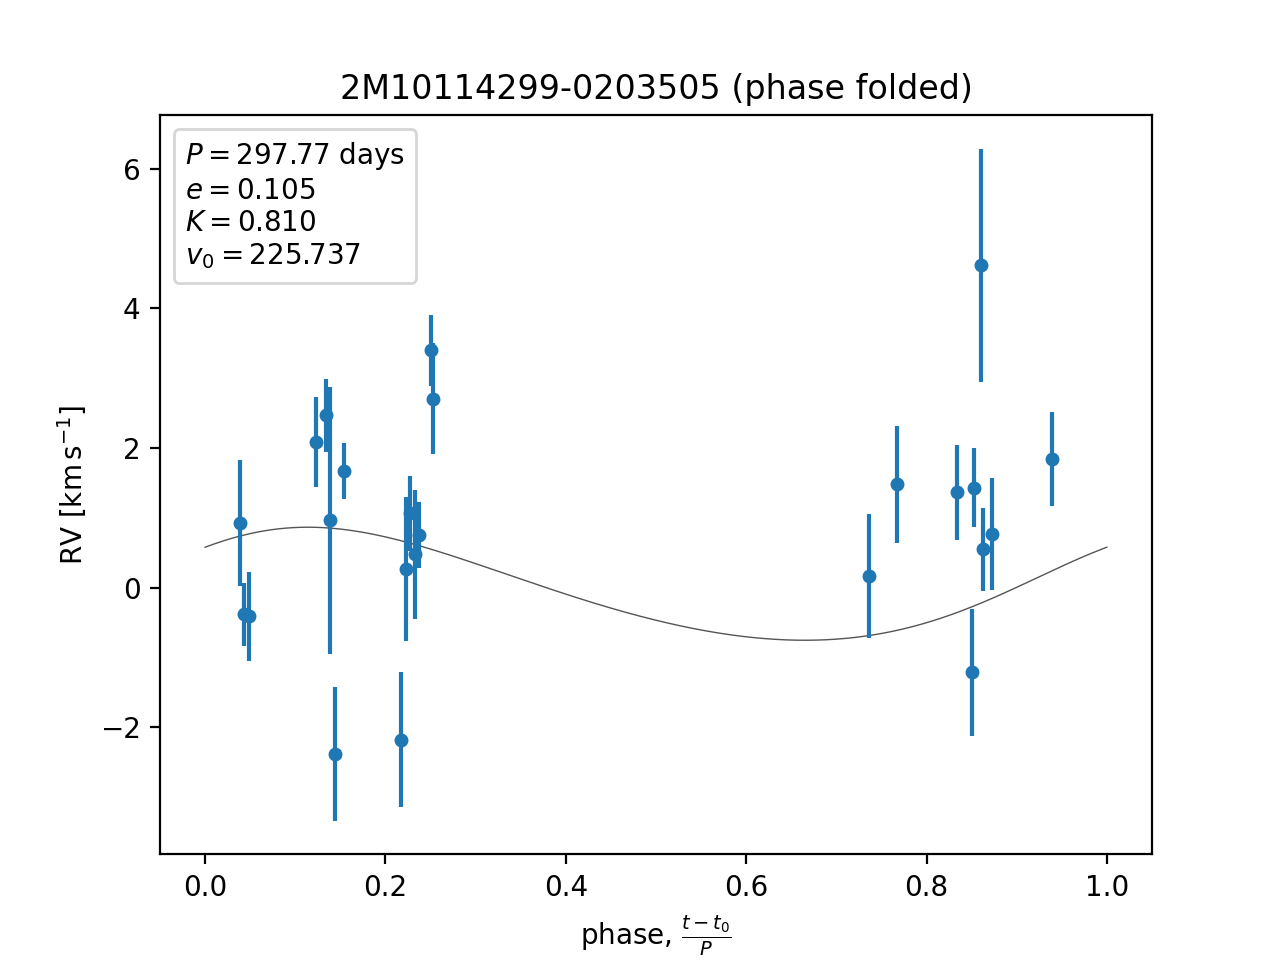 2M10114299-0203505 (phase folded)
P = 297.77 days
e = 0.105
K = 0.810
v₀ = 225.737
RV [km s⁻¹]
6
4
2
0
−2
0.0 0.2 0.4 0.6 0.8 1.0
phase, (t − t₀)/P